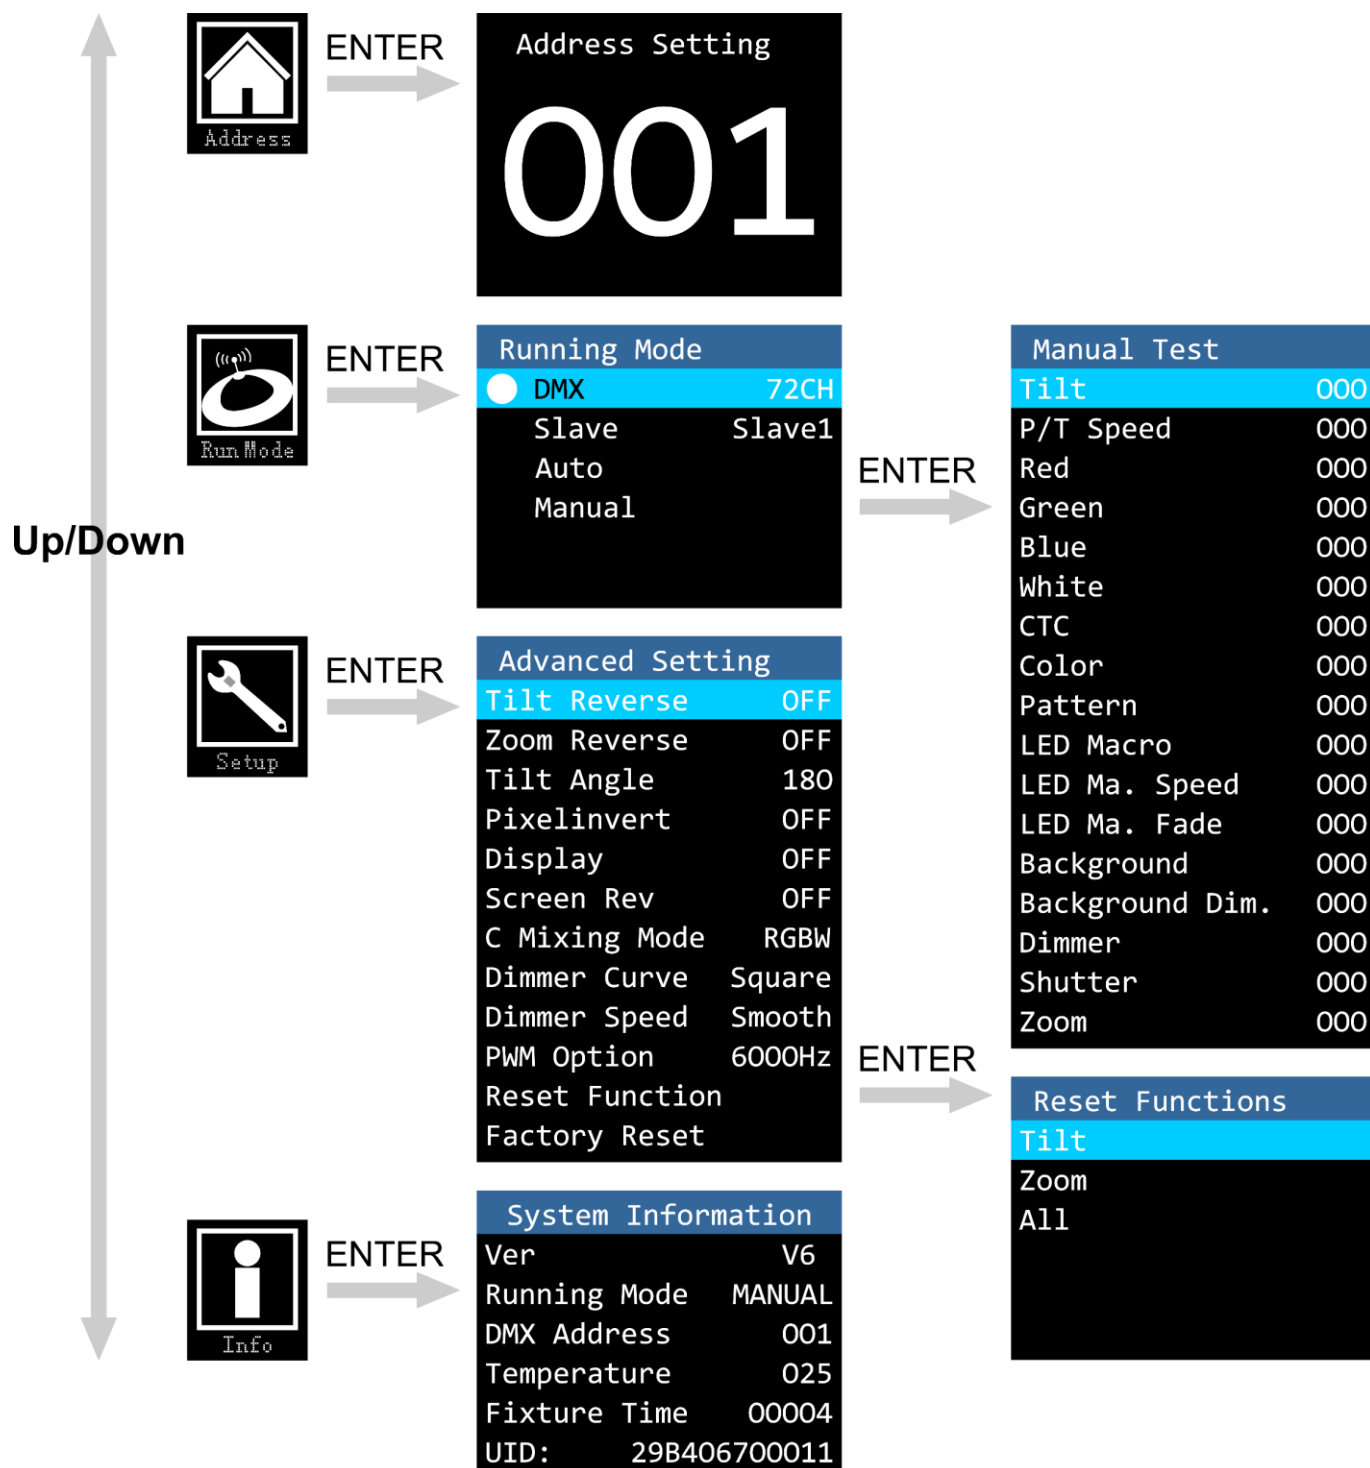 ENTER
Address
Address Setting
001
Up/Down
ENTER
Run Mode
Running Mode
DMX 72CH
Slave Slave1
Auto
Manual
ENTER
Manual Test
Tilt 000
P/T Speed 000
Red 000
Green 000
Blue 000
White 000
CTC 000
Color 000
Pattern 000
LED Macro 000
LED Ma. Speed 000
LED Ma. Fade 000
Background 000
Background Dim. 000
Dimmer 000
Shutter 000
Zoom 000
ENTER
Setup
Advanced Setting
Tilt Reverse OFF
Zoom Reverse OFF
Tilt Angle 180
Pixelinvert OFF
Display OFF
Screen Rev OFF
C Mixing Mode RGBW
Dimmer Curve Square
Dimmer Speed Smooth
PWM Option 6000Hz
Reset Function
Factory Reset
ENTER
Reset Functions
Tilt
Zoom
All
ENTER
Info
System Information
Ver V6
Running Mode MANUAL
DMX Address 001
Temperature 025
Fixture Time 00004
UID: 29B406700011